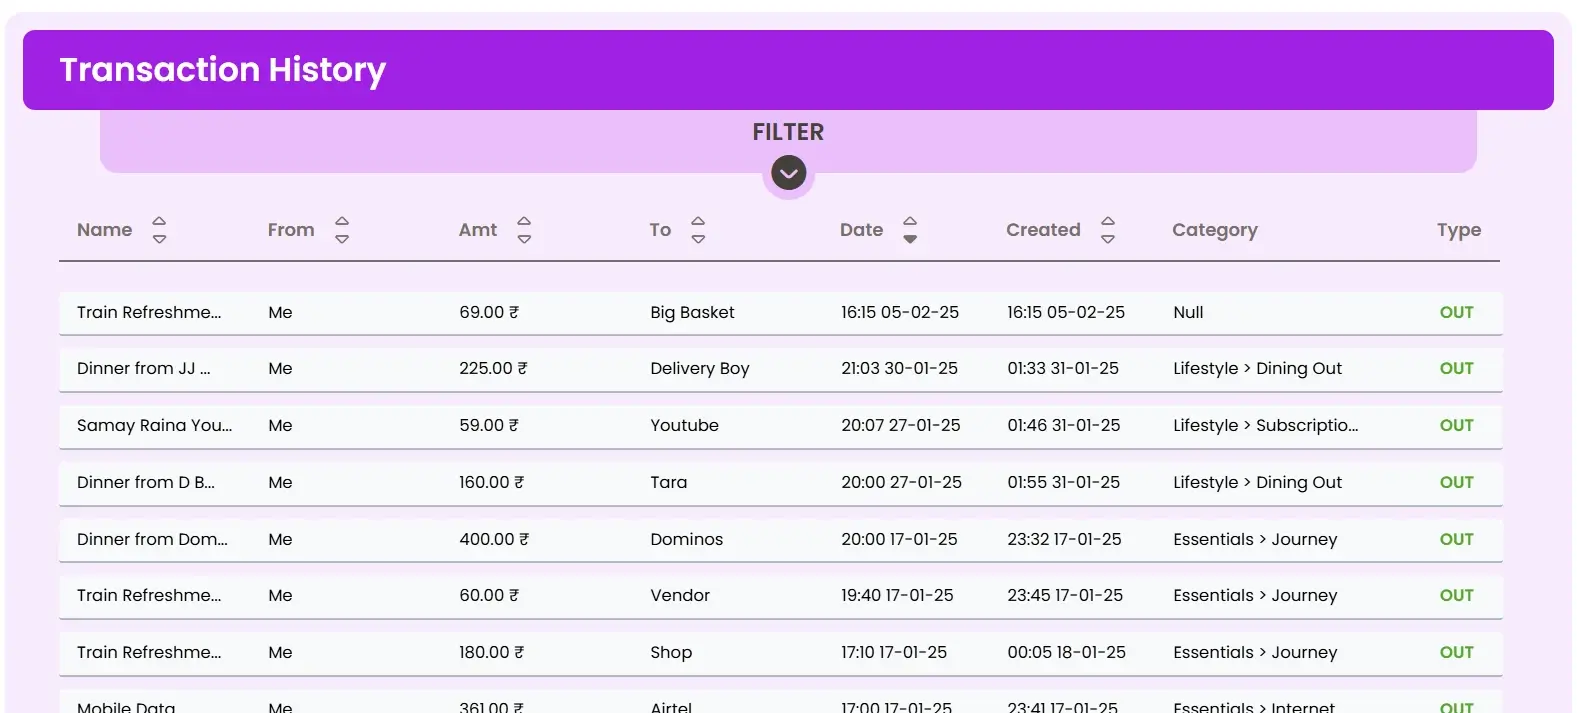 Transaction History
FILTER
Name From Amt To Date Created Category Type
Train Refreshme... Me 69.00 ₹ Big Basket 16:15 05-02-25 16:15 05-02-25 Null OUT
Dinner from JJ ... Me 225.00 ₹ Delivery Boy 21:03 30-01-25 01:33 31-01-25 Lifestyle > Dining Out OUT
Samay Raina You... Me 59.00 ₹ Youtube 20:07 27-01-25 01:46 31-01-25 Lifestyle > Subscriptio... OUT
Dinner from D B... Me 160.00 ₹ Tara 20:00 27-01-25 01:55 31-01-25 Lifestyle > Dining Out OUT
Dinner from Dom... Me 400.00 ₹ Dominos 20:00 17-01-25 23:32 17-01-25 Essentials > Journey OUT
Train Refreshme... Me 60.00 ₹ Vendor 19:40 17-01-25 23:45 17-01-25 Essentials > Journey OUT
Train Refreshme... Me 180.00 ₹ Shop 17:10 17-01-25 00:05 18-01-25 Essentials > Journey OUT
Mobile Data Me 361.00 ₹ Airtel 17:00 17-01-25 23:41 17-01-25 Essentials > Internet OUT